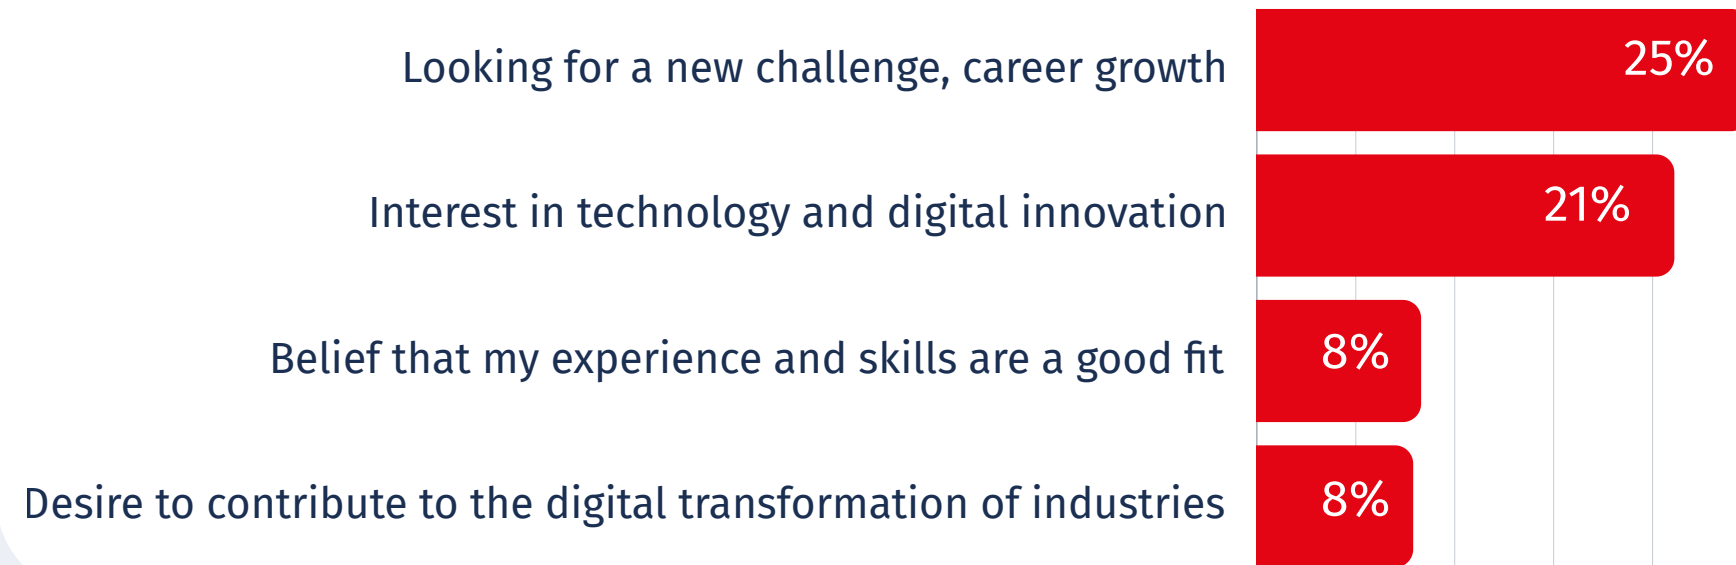 Looking for a new challenge, career growth 25%
Interest in technology and digital innovation 21%
Belief that my experience and skills are a good fit 8%
Desire to contribute to the digital transformation of industries 8%